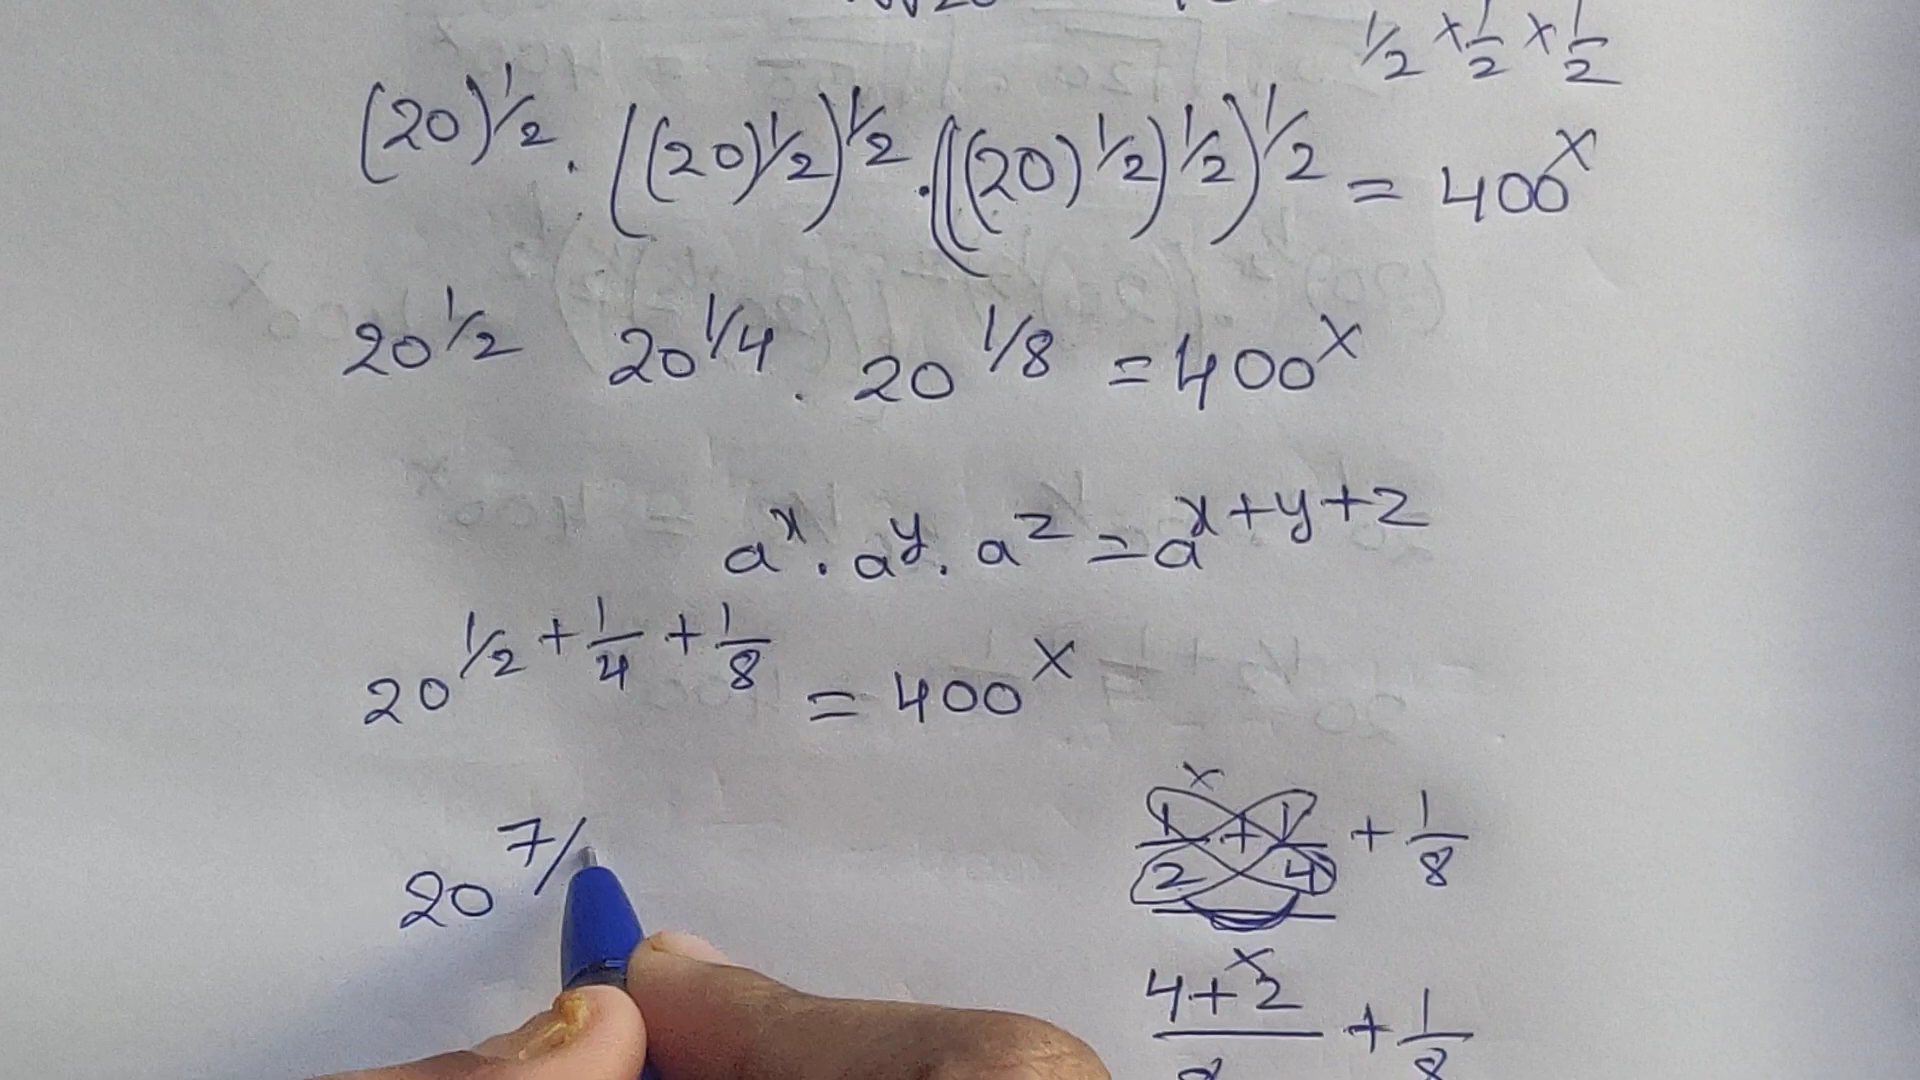 1/2 × 1/2 × 1/2
(20)^1/2 . ((20)^1/2)^1/2 . (((20)^1/2)^1/2)^1/2 = 400^x
20^1/2 20^1/4 . 20^1/8 = 400^x
a^x . a^y . a^z = a^x+y+z
20^1/2 + 1/4 + 1/8 = 400^x
20^7/
x
1/2 + 1/4 + 1/8
x
4+2/ + 1/8